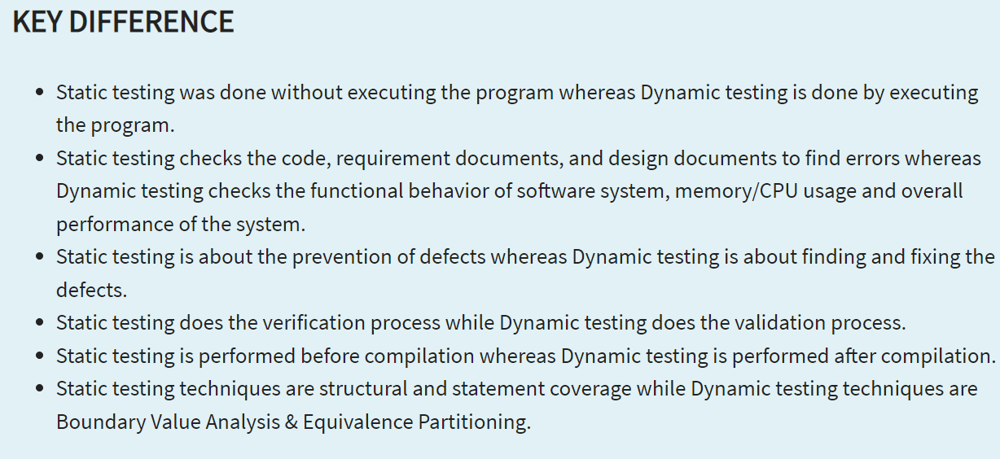 KEY DIFFERENCE
• Static testing was done without executing the program whereas Dynamic testing is done by executing
the program.
• Static testing checks the code, requirement documents, and design documents to find errors whereas
Dynamic testing checks the functional behavior of software system, memory/CPU usage and overall
performance of the system.
• Static testing is about the prevention of defects whereas Dynamic testing is about finding and fixing the
defects.
• Static testing does the verification process while Dynamic testing does the validation process.
• Static testing is performed before compilation whereas Dynamic testing is performed after compilation.
• Static testing techniques are structural and statement coverage while Dynamic testing techniques are
Boundary Value Analysis & Equivalence Partitioning.